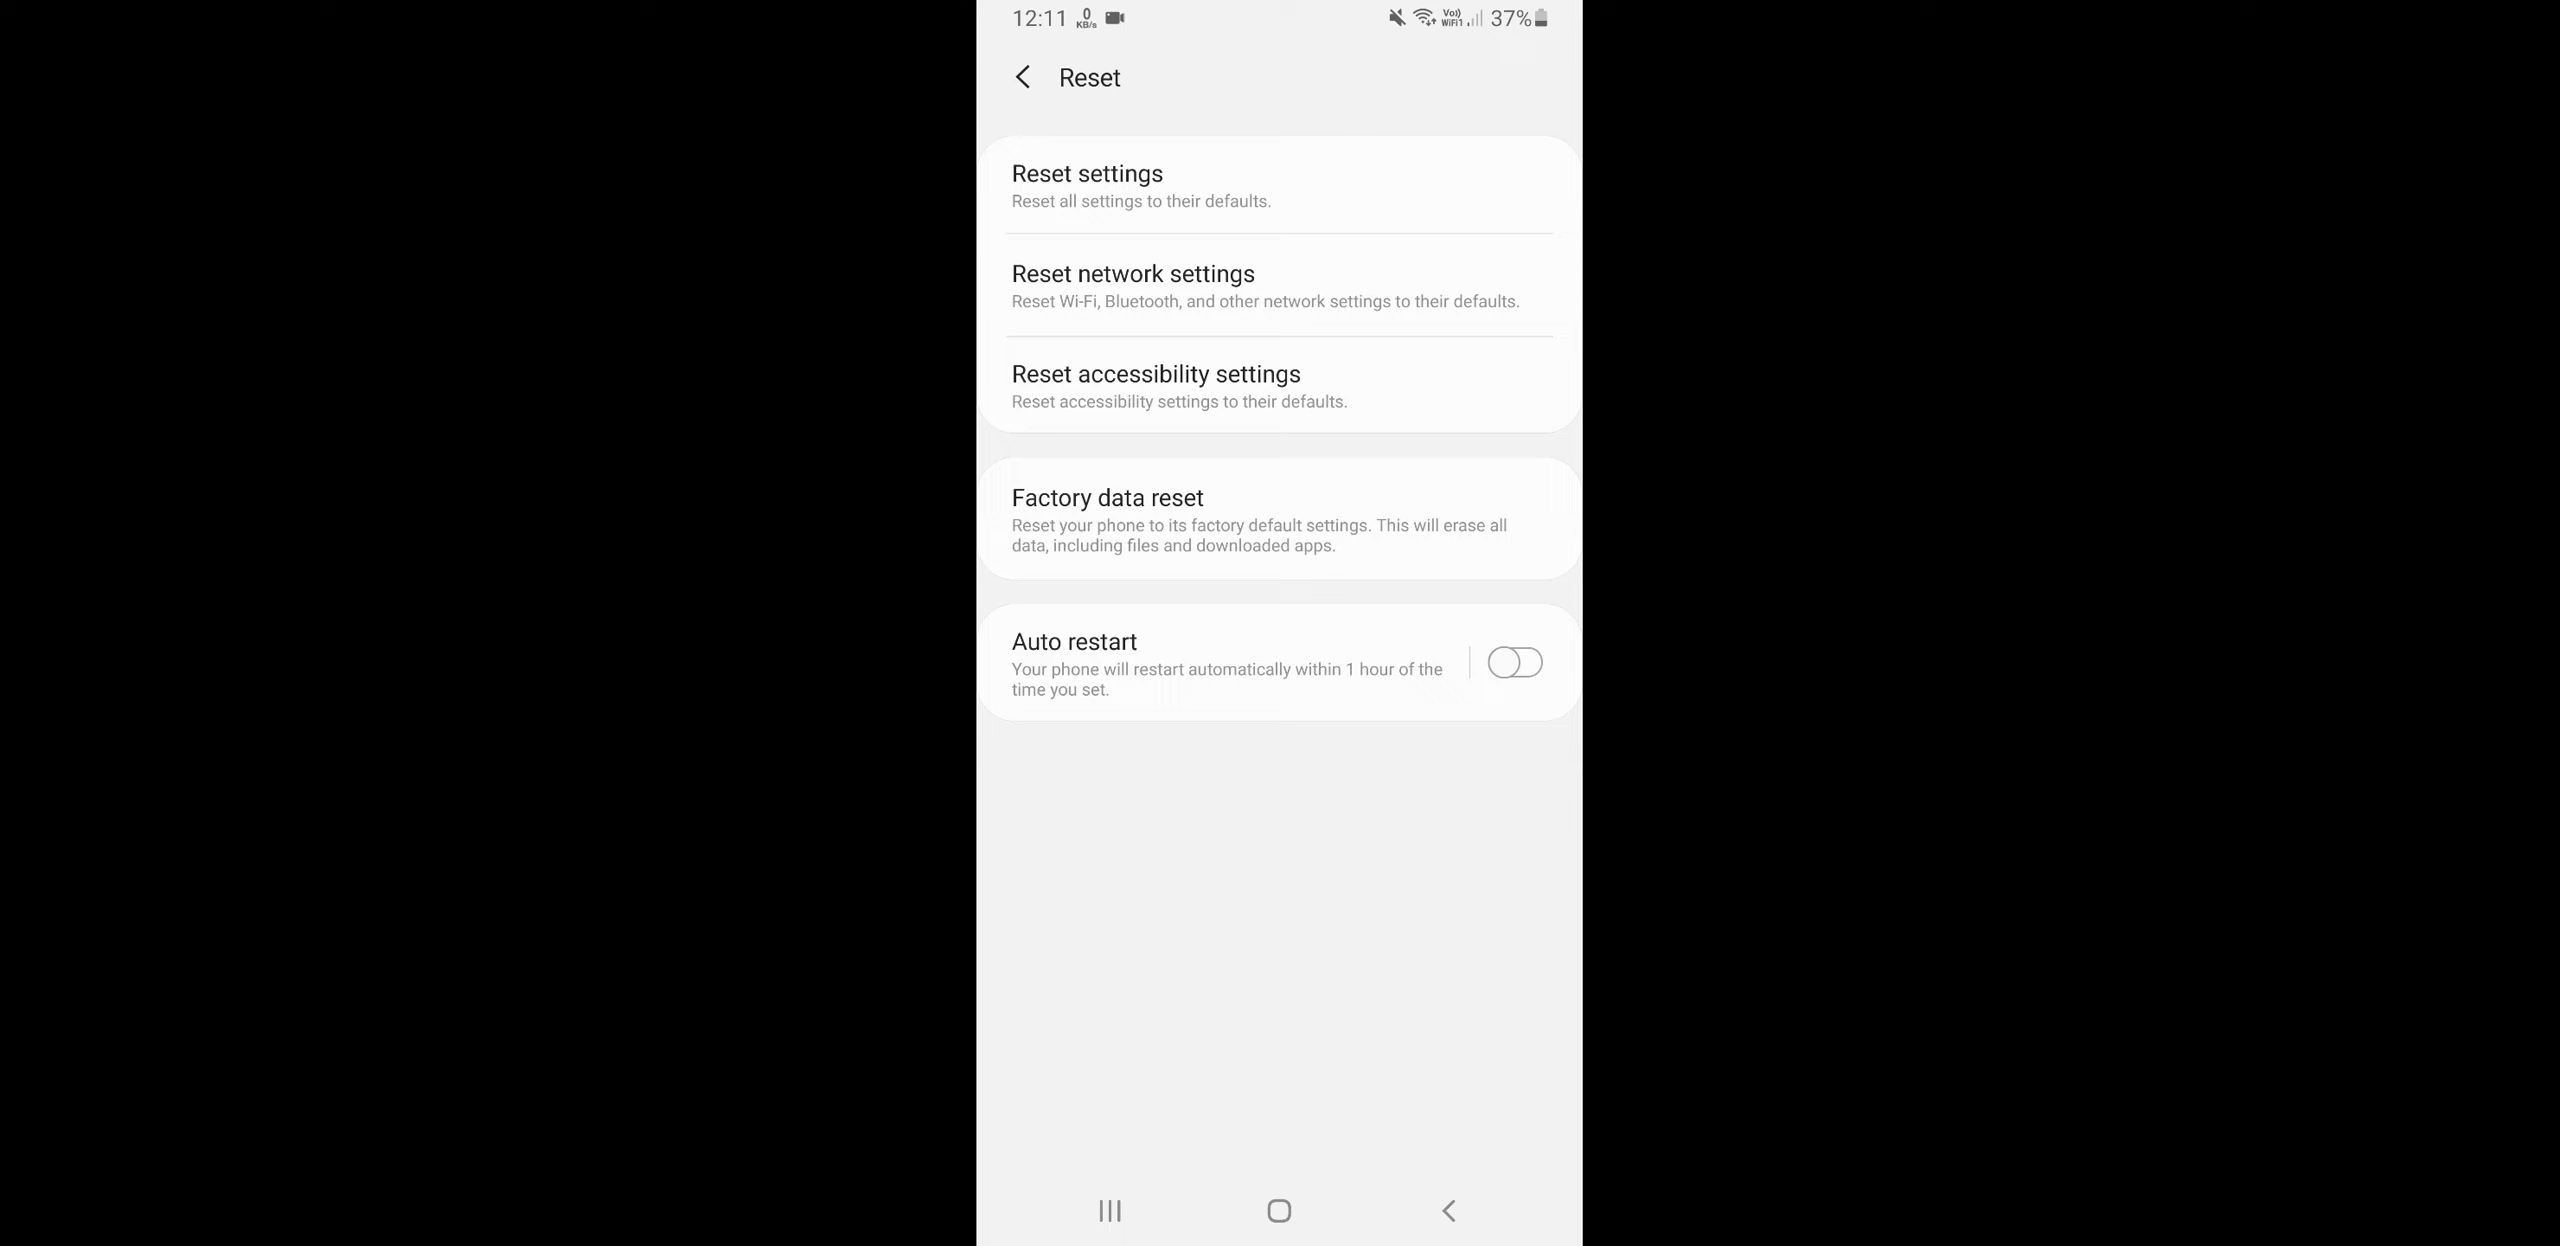 12:11 0 KB/s Vo) WiFi1 37%
Reset
Reset settings
Reset all settings to their defaults.
Reset network settings
Reset Wi-Fi, Bluetooth, and other network settings to their defaults.
Reset accessibility settings
Reset accessibility settings to their defaults.
Factory data reset
Reset your phone to its factory default settings. This will erase all
data, including files and downloaded apps.
Auto restart
Your phone will restart automatically within 1 hour of the
time you set.